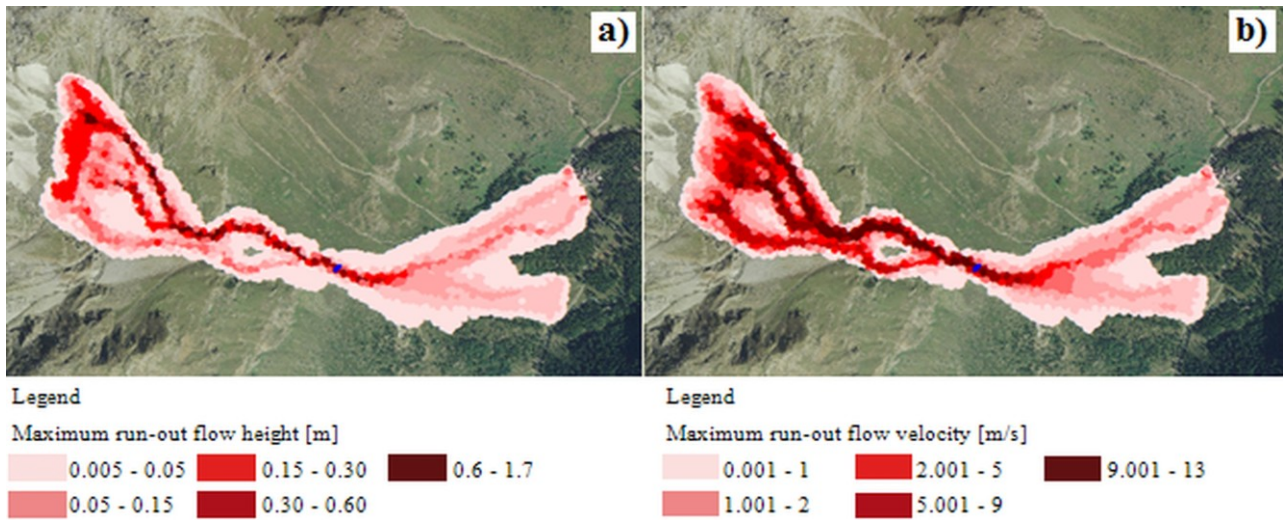 a)
b)
Legend
Maximum run-out flow height [m]
0.005 - 0.05
0.15 - 0.30
0.6 - 1.7
0.05 - 0.15
0.30 - 0.60
Legend
Maximum run-out flow velocity [m/s]
0.001 - 1
2.001 - 5
9.001 - 13
1.001 - 2
5.001 - 9